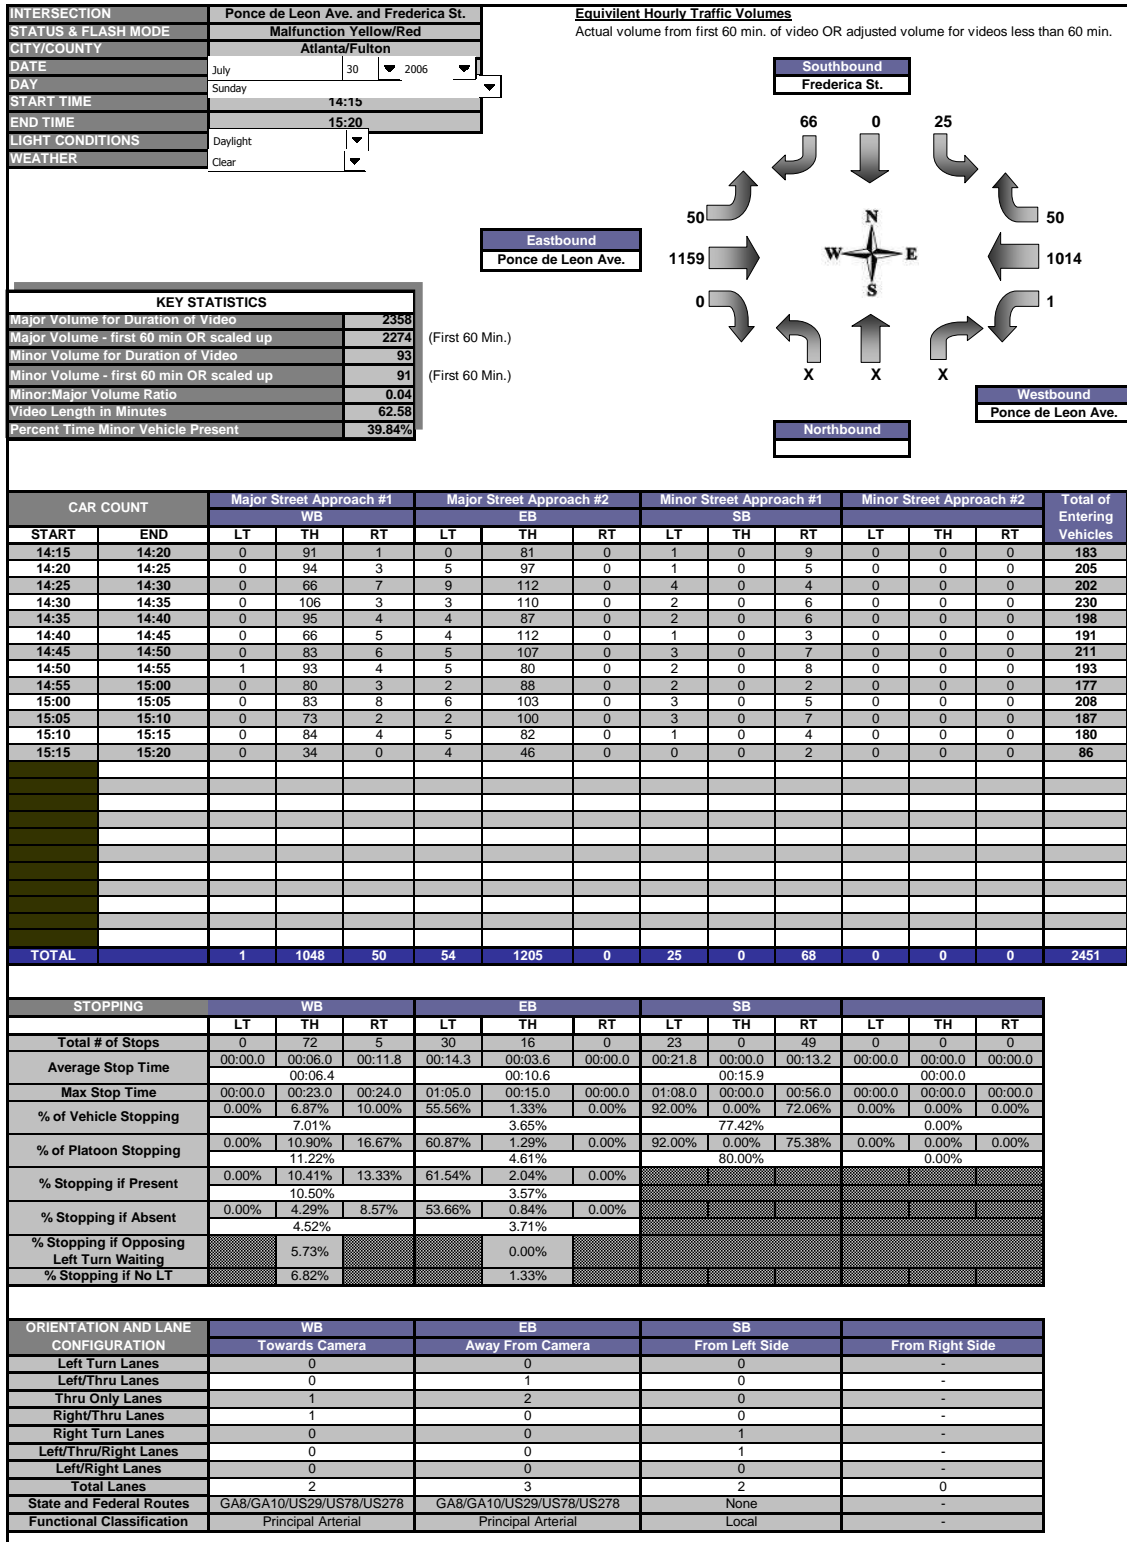 INTERSECTION Ponce de Leon Ave. and Frederica St.
STATUS & FLASH MODE Malfunction Yellow/Red
CITY/COUNTY Atlanta/Fulton
DATE July 30 2006
DAY Sunday
START TIME 14:15
END TIME 15:20
LIGHT CONDITIONS Daylight
WEATHER Clear
Equivilent Hourly Traffic Volumes
Actual volume from first 60 min. of video OR adjusted volume for videos less than 60 min.
Southbound
Frederica St.
66 0 25
50 N 50
Eastbound
Ponce de Leon Ave.
1159 W E 1014
S
0 1
X X X
Westbound
Ponce de Leon Ave.
Northbound
KEY STATISTICS
Major Volume for Duration of Video 2358
Major Volume - first 60 min OR scaled up 2274 (First 60 Min.)
Minor Volume for Duration of Video 93
Minor Volume - first 60 min OR scaled up 91 (First 60 Min.)
Minor:Major Volume Ratio 0.04
Video Length in Minutes 62.58
Percent Time Minor Vehicle Present 39.84%
CAR COUNT Major Street Approach #1 Major Street Approach #2 Minor Street Approach #1 Minor Street Approach #2 Total of
WB EB SB Entering
START END LT TH RT LT TH RT LT TH RT LT TH RT Vehicles
14:15 14:20 0 91 1 0 81 0 1 0 9 0 0 0 183
14:20 14:25 0 94 3 5 97 0 1 0 5 0 0 0 205
14:25 14:30 0 66 7 9 112 0 4 0 4 0 0 0 202
14:30 14:35 0 106 3 3 110 0 2 0 6 0 0 0 230
14:35 14:40 0 95 4 4 87 0 2 0 6 0 0 0 198
14:40 14:45 0 66 5 4 112 0 1 0 3 0 0 0 191
14:45 14:50 0 83 6 5 107 0 3 0 7 0 0 0 211
14:50 14:55 1 93 4 5 80 0 2 0 8 0 0 0 193
14:55 15:00 0 80 3 2 88 0 2 0 2 0 0 0 177
15:00 15:05 0 83 8 6 103 0 3 0 5 0 0 0 208
15:05 15:10 0 73 2 2 100 0 3 0 7 0 0 0 187
15:10 15:15 0 84 4 5 82 0 1 0 4 0 0 0 180
15:15 15:20 0 34 0 4 46 0 0 0 2 0 0 0 86
TOTAL 1 1048 50 54 1205 0 25 0 68 0 0 0 2451
STOPPING WB EB SB
LT TH RT LT TH RT LT TH RT LT TH RT
Total # of Stops 0 72 5 30 16 0 23 0 49 0 0 0
Average Stop Time 00:00.0 00:06.0 00:11.8 00:14.3 00:03.6 00:00.0 00:21.8 00:00.0 00:13.2 00:00.0 00:00.0 00:00.0
00:06.4 00:10.6 00:15.9 00:00.0
Max Stop Time 00:00.0 00:23.0 00:24.0 01:05.0 00:15.0 00:00.0 01:08.0 00:00.0 00:56.0 00:00.0 00:00.0 00:00.0
% of Vehicle Stopping 0.00% 6.87% 10.00% 55.56% 1.33% 0.00% 92.00% 0.00% 72.06% 0.00% 0.00% 0.00%
7.01% 3.65% 77.42% 0.00%
% of Platoon Stopping 0.00% 10.90% 16.67% 60.87% 1.29% 0.00% 92.00% 0.00% 75.38% 0.00% 0.00% 0.00%
11.22% 4.61% 80.00% 0.00%
% Stopping if Present 0.00% 10.41% 13.33% 61.54% 2.04% 0.00%
10.50% 3.57%
% Stopping if Absent 0.00% 4.29% 8.57% 53.66% 0.84% 0.00%
4.52% 3.71%
% Stopping if Opposing
Left Turn Waiting 5.73% 0.00%
% Stopping if No LT 6.82% 1.33%
ORIENTATION AND LANE WB EB SB
CONFIGURATION Towards Camera Away From Camera From Left Side From Right Side
Left Turn Lanes 0 0 0 -
Left/Thru Lanes 0 1 0 -
Thru Only Lanes 1 2 0 -
Right/Thru Lanes 1 0 0 -
Right Turn Lanes 0 0 1 -
Left/Thru/Right Lanes 0 0 1 -
Left/Right Lanes 0 0 0 -
Total Lanes 2 3 2 0
State and Federal Routes GA8/GA10/US29/US78/US278 GA8/GA10/US29/US78/US278 None -
Functional Classification Principal Arterial Principal Arterial Local -